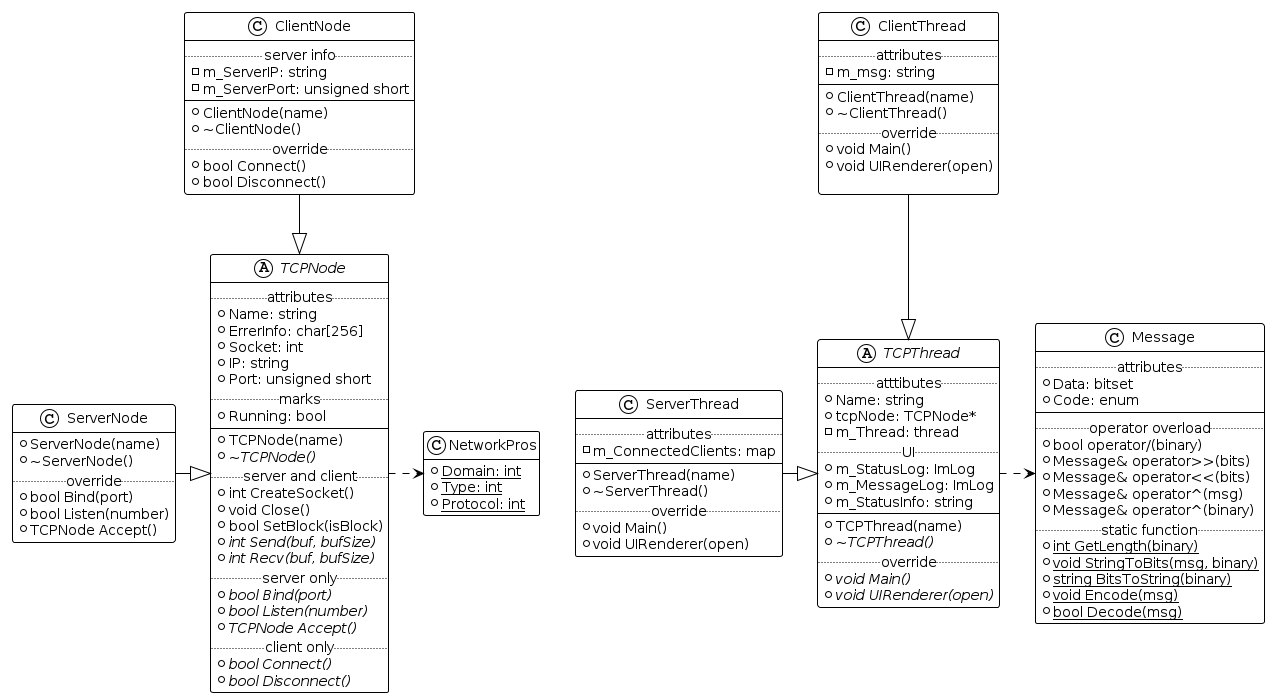 C ClientNode
server info
m_ServerIP: string
m_ServerPort: unsigned short
ClientNode(name)
~ClientNode()
override
bool Connect()
bool Disconnect()
C ClientThread
attributes
m_msg: string
ClientThread(name)
~ClientThread()
override
void Main()
void UIRenderer(open)
C ServerNode
ServerNode(name)
~ServerNode()
override
bool Bind(port)
bool Listen(number)
TCPNode Accept()
A TCPNode
attributes
Name: string
ErrerInfo: char[256]
Socket: int
IP: string
Port: unsigned short
marks
Running: bool
TCPNode(name)
~TCPNode()
server and client
int CreateSocket()
void Close()
bool SetBlock(isBlock)
int Send(buf, bufSize)
int Recv(buf, bufSize)
server only
bool Bind(port)
bool Listen(number)
TCPNode Accept()
client only
bool Connect()
bool Disconnect()
C NetworkPros
Domain: int
Type: int
Protocol: int
C ServerThread
attributes
m_ConnectedClients: map
ServerThread(name)
~ServerThread()
override
void Main()
void UIRenderer(open)
A TCPThread
atttibutes
Name: string
tcpNode: TCPNode*
m_Thread: thread
UI
m_StatusLog: ImLog
m_MessageLog: ImLog
m_StatusInfo: string
TCPThread(name)
~TCPThread()
override
void Main()
void UIRenderer(open)
C Message
attributes
Data: bitset
Code: enum
operator overload
bool operator/(binary)
Message& operator>>(bits)
Message& operator<<(bits)
Message& operator^(msg)
Message& operator^(binary)
static function
int GetLength(binary)
void StringToBits(msg, binary)
string BitsToString(binary)
void Encode(msg)
bool Decode(msg)